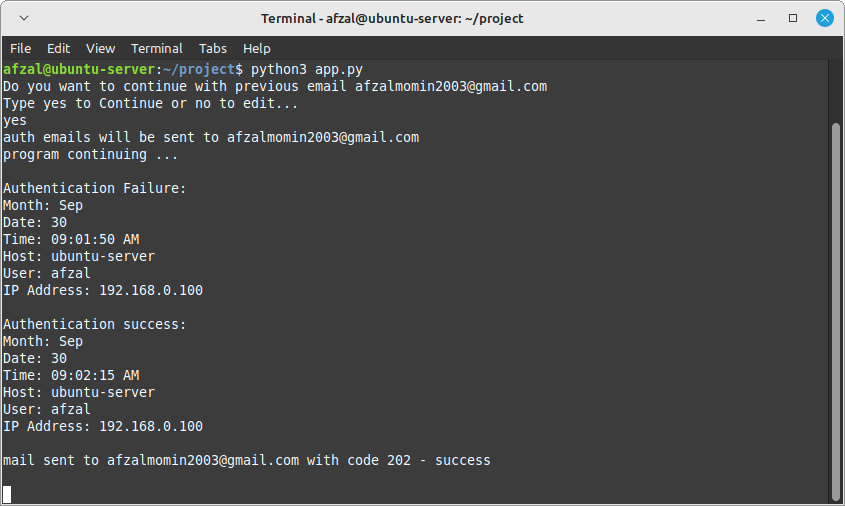 Terminal - afzal@ubuntu-server: ~/project
File Edit View Terminal Tabs Help
afzal@ubuntu-server:~/project$ python3 app.py
Do you want to continue with previous email afzalmomin2003@gmail.com
Type yes to Continue or no to edit...
yes
auth emails will be sent to afzalmomin2003@gmail.com
program continuing ...
Authentication Failure:
Month: Sep
Date: 30
Time: 09:01:50 AM
Host: ubuntu-server
User: afzal
IP Address: 192.168.0.100
Authentication success:
Month: Sep
Date: 30
Time: 09:02:15 AM
Host: ubuntu-server
User: afzal
IP Address: 192.168.0.100
mail sent to afzalmomin2003@gmail.com with code 202 - success